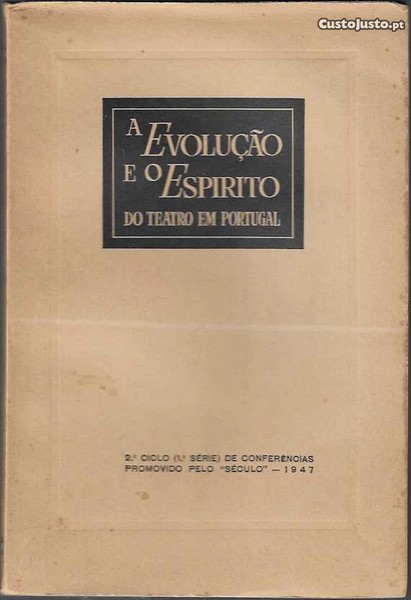 CustoJusto.pt
A EVOLUÇÃO
E O ESPIRITO
DO TEATRO EM PORTUGAL
2.º CICLO (1.ª SÉRIE) DE CONFERÊNCIAS
PROMOVIDO PELO "SÉCULO" — 1947